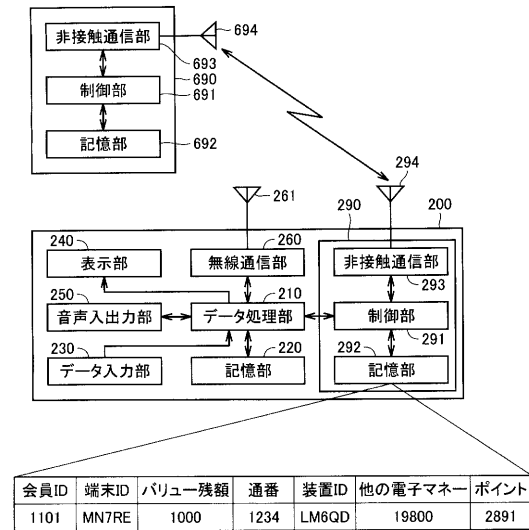 非接触通信部
694
693
690
制御部
691
記憶部
692
261
294
290
200
240
表示部
260
無線通信部
非接触通信部
293
250
音声入出力部
210
データ処理部
制御部
291
230
データ入力部
220
記憶部
292
記憶部
会員ID 端末ID バリュー残額 通番 装置ID 他の電子マネー ポイント
1101 MN7RE 1000 1234 LM6QD 19800 2891